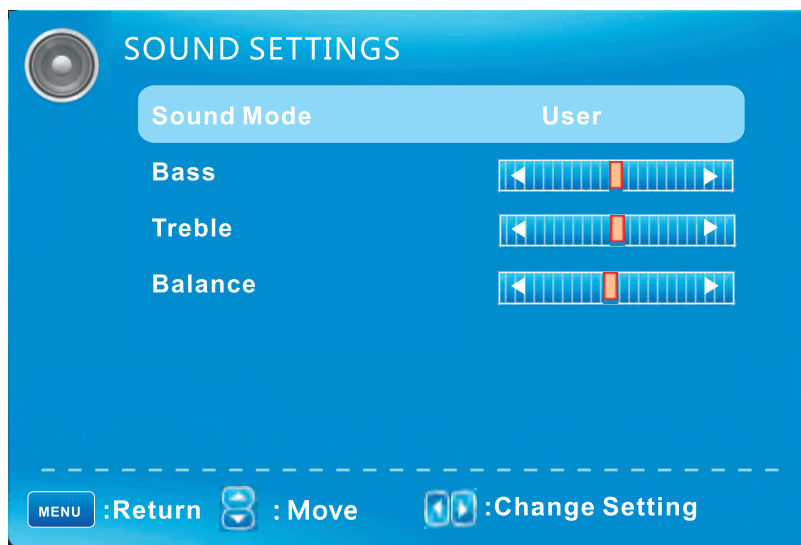 SOUND SETTINGS
Sound Mode User
Bass
Treble
Balance
MENU :Return : Move :Change Setting